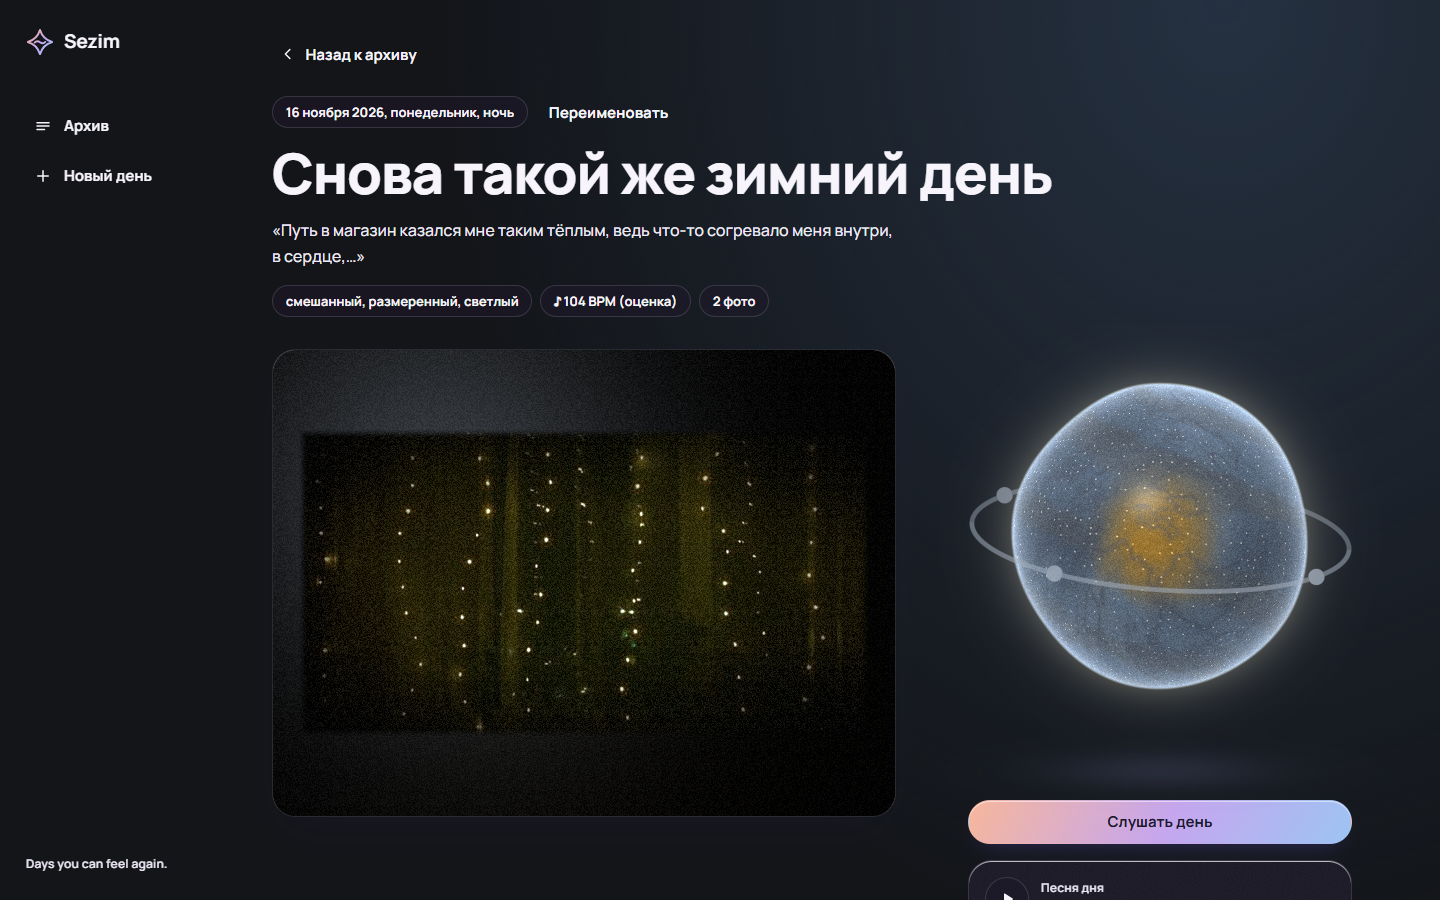 Sezim
Назад к архиву
16 ноября 2026, понедельник, ночь
Переименовать
Архив
Новый день
Снова такой же зимний день
«Путь в магазин казался мне таким тёплым, ведь что-то согревало меня внутри,
в сердце,…»
смешанный, размеренный, светлый
♪ 104 BPM (оценка)
2 фото
Слушать день
Days you can feel again.
Песня дня